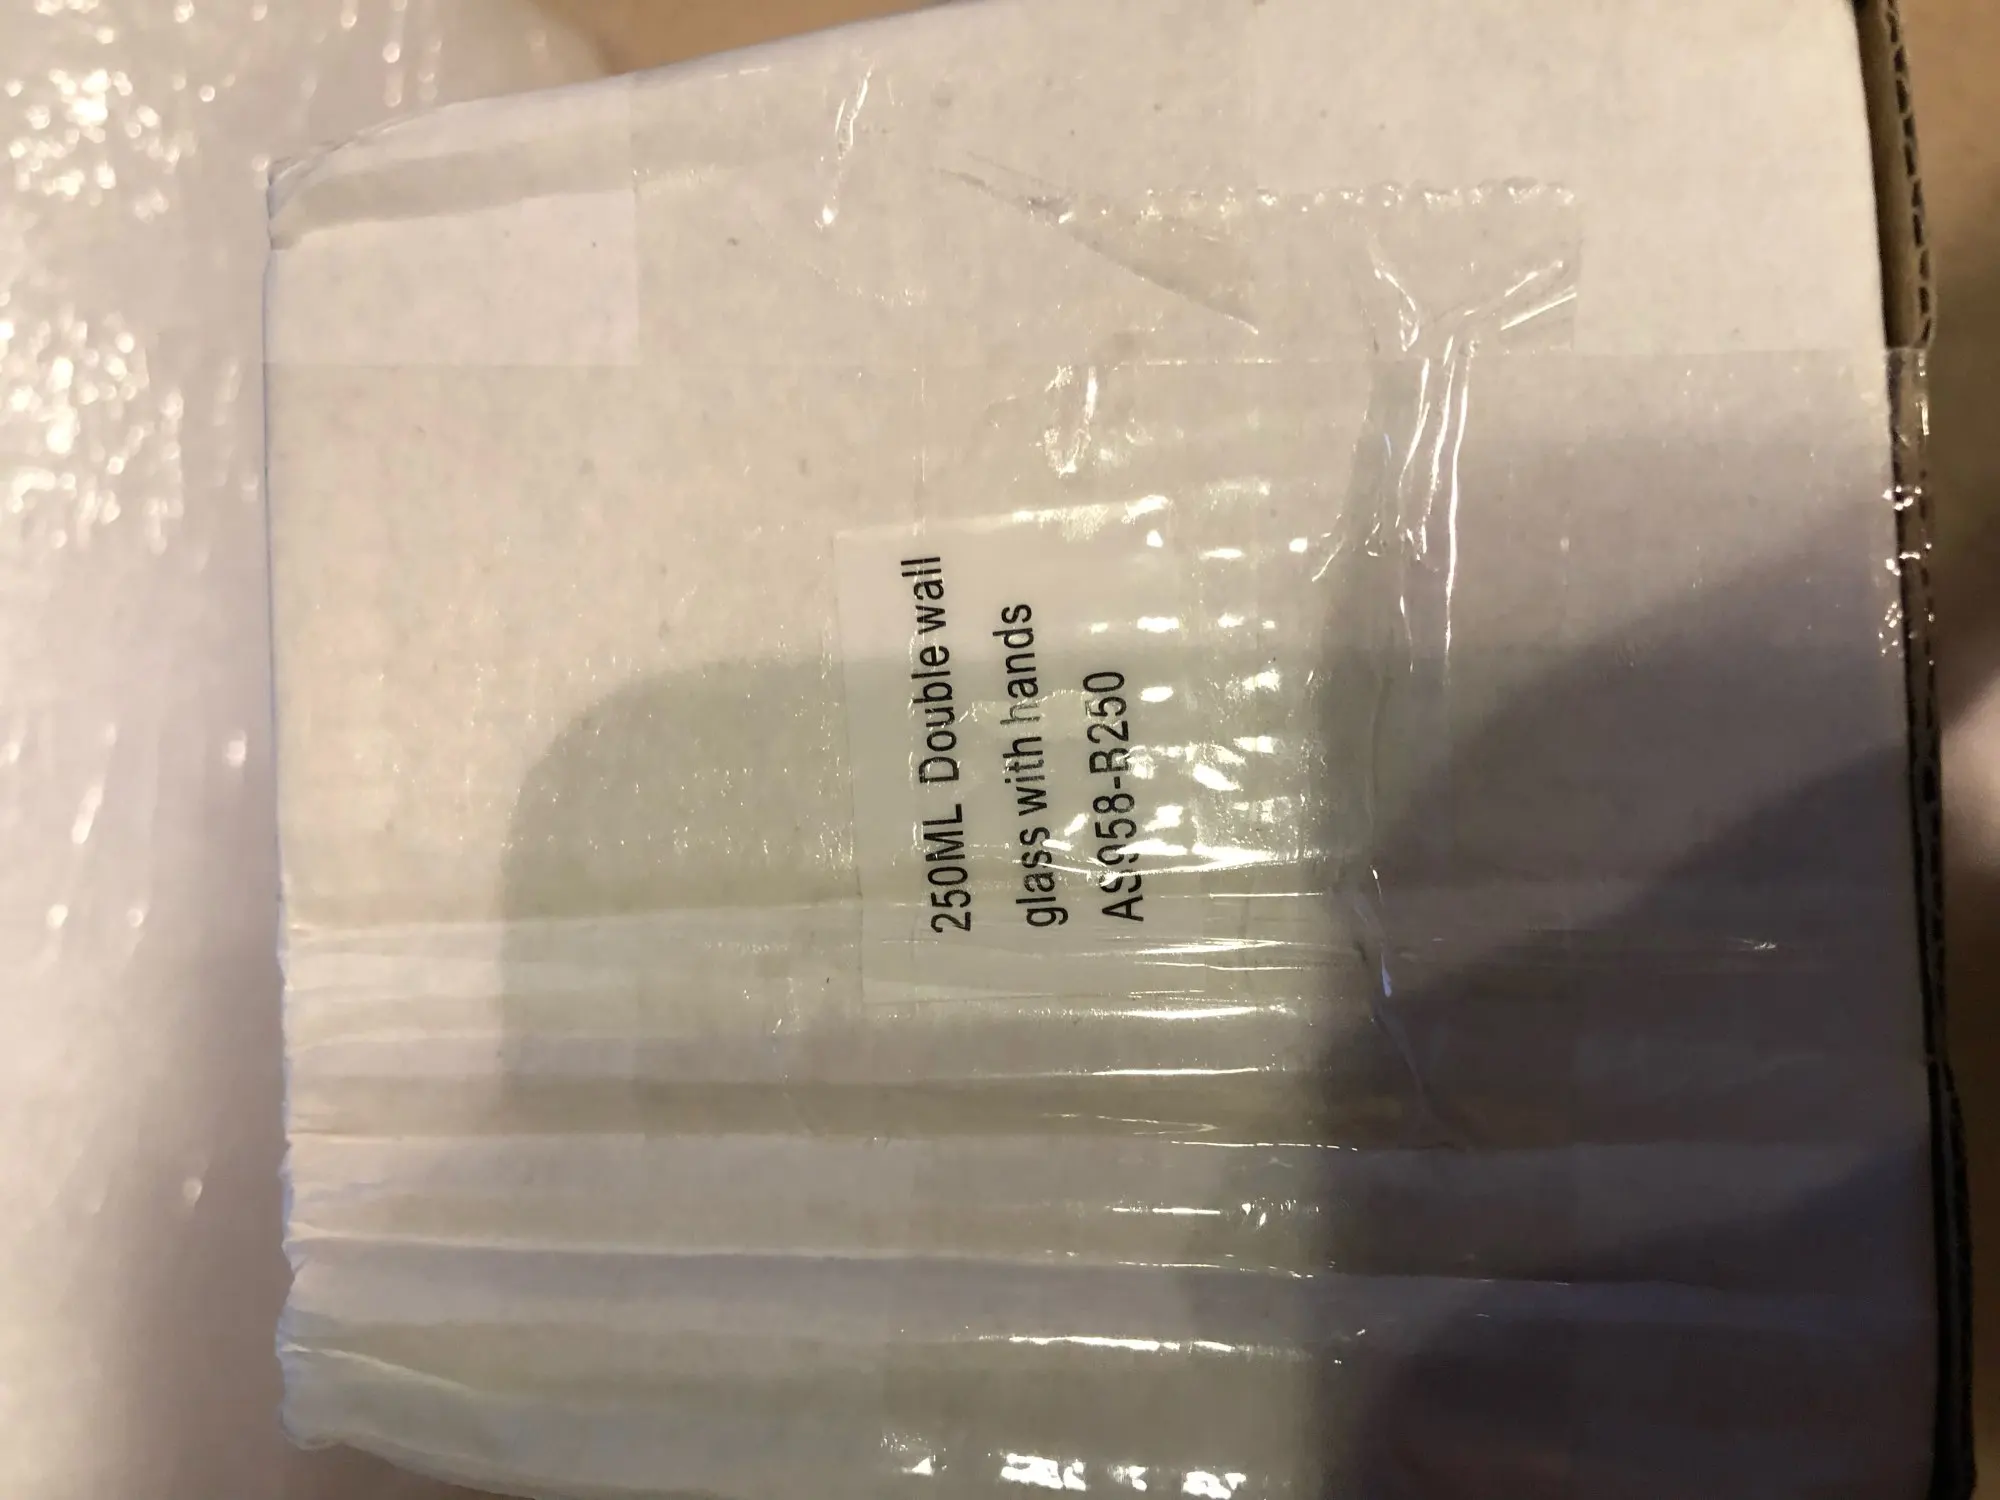 250ML Double wall
glass with hands
AS958-B250